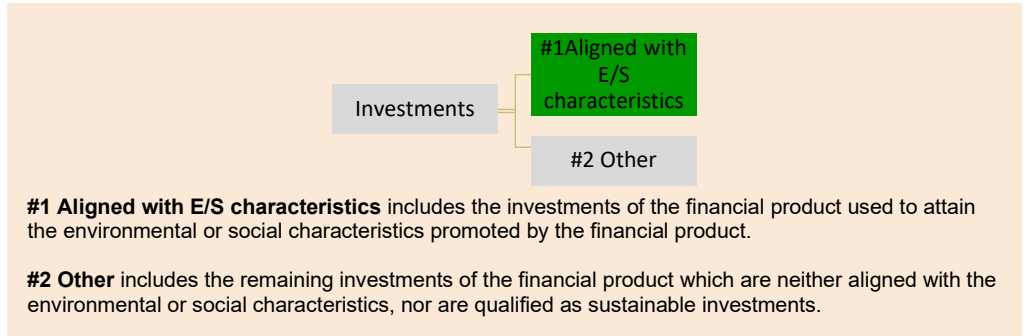 #1Aligned with
E/S
characteristics
Investments
#2 Other
#1 Aligned with E/S characteristics includes the investments of the financial product used to attain
the environmental or social characteristics promoted by the financial product.
#2 Other includes the remaining investments of the financial product which are neither aligned with the
environmental or social characteristics, nor are qualified as sustainable investments.